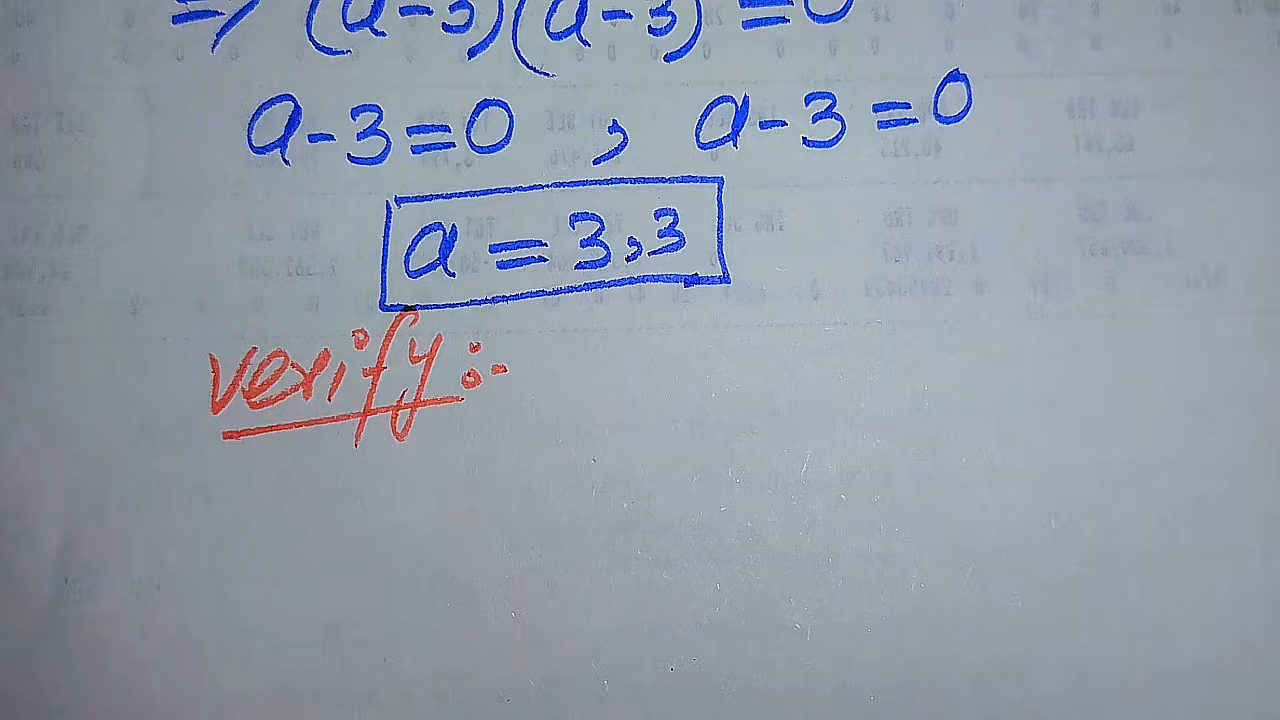 => (a-3)(a-3) = 0
a-3=0 , a-3=0
a = 3,3
verify :-